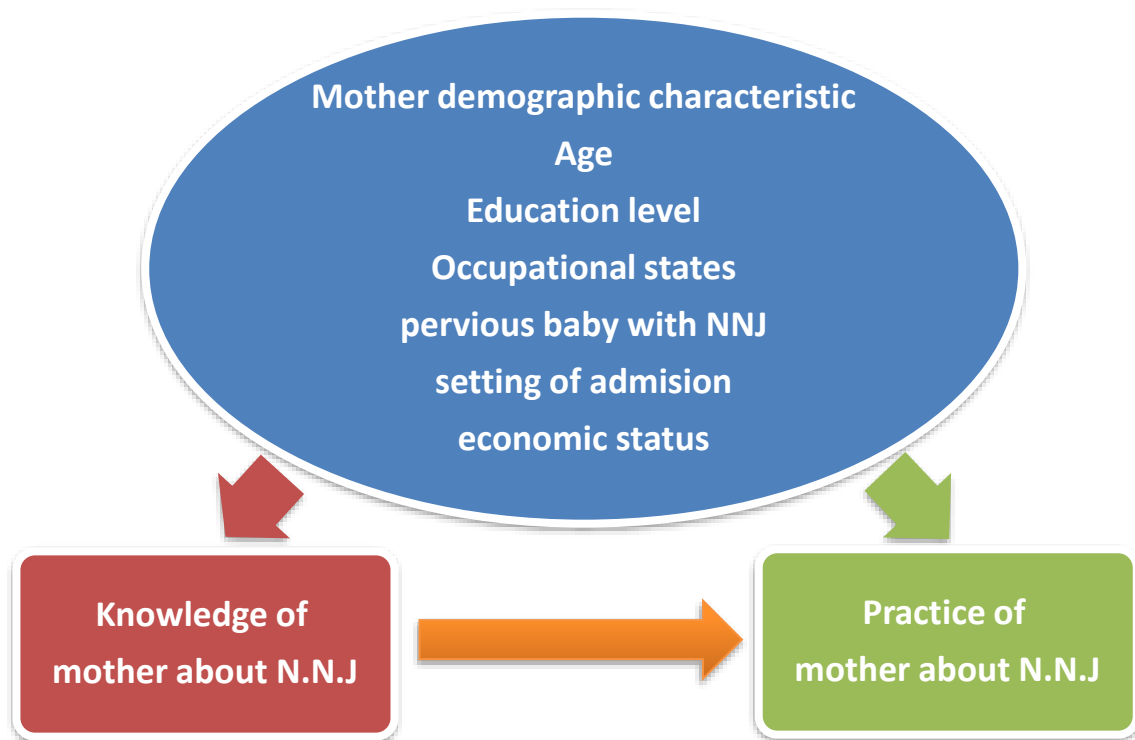 Mother demographic characteristic
Age
Education level
Occupational states
pervious baby with NNJ
setting of admision
economic status
Knowledge of
mother about N.N.J
Practice of
mother about N.N.J